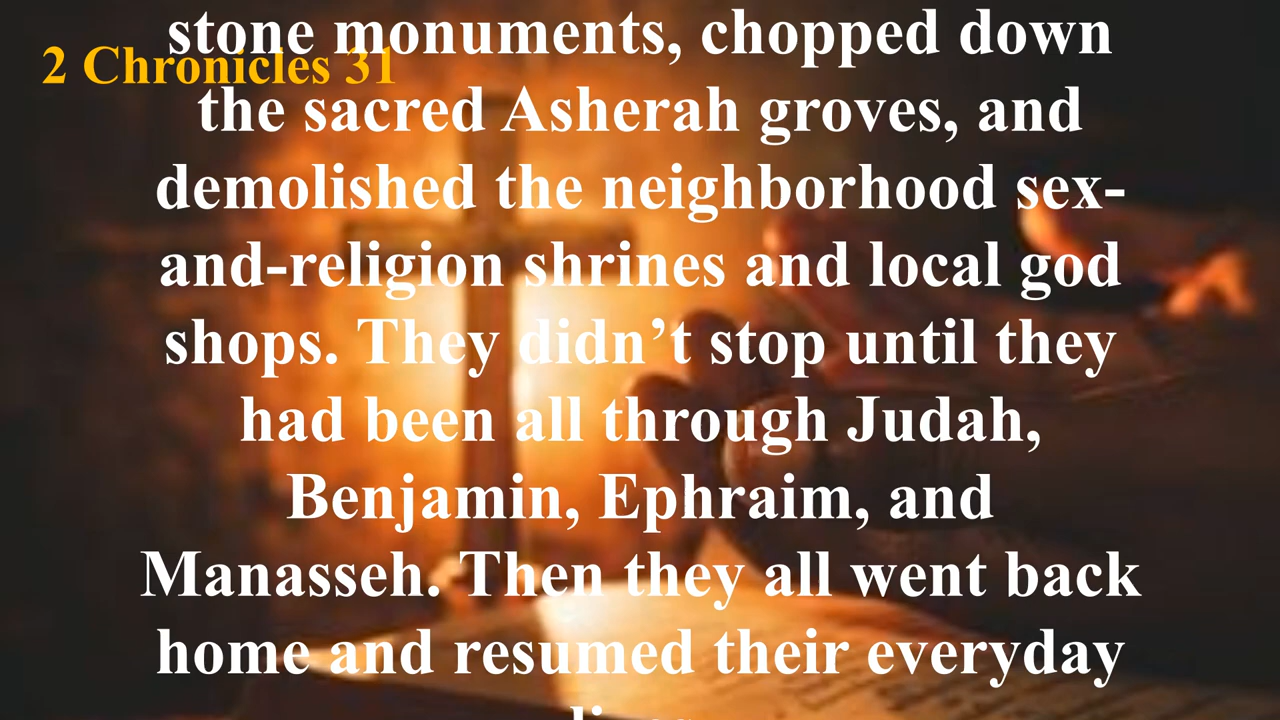 stone monuments, chopped down
2 Chronicles 31
the sacred Asherah groves, and
demolished the neighborhood sex-
and-religion shrines and local god
shops. They didn’t stop until they
had been all through Judah,
Benjamin, Ephraim, and
Manasseh. Then they all went back
home and resumed their everyday